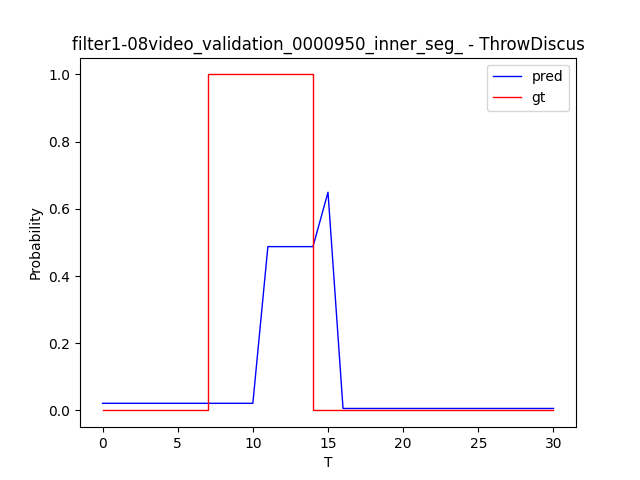 filter1-08video_validation_0000950_inner_seg_ - ThrowDiscus
pred
gt
Probability
1.0
0.8
0.6
0.4
0.2
0.0
0 5 10 15 20 25 30
T